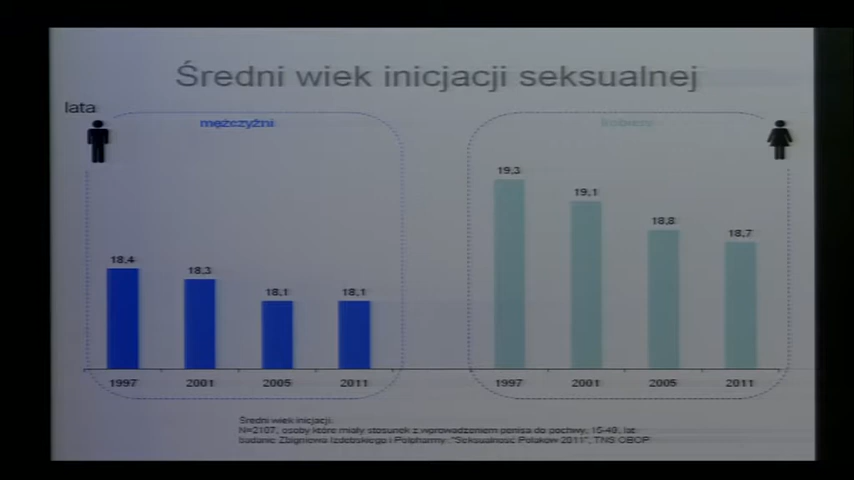 Średni wiek inicjacji seksualnej
lata
mężczyźni
kobiety
18,4
18,3
18,1
18,1
19,3
19,1
18,8
18,7
1997
2001
2005
2011
1997
2001
2005
2011
Średni wiek inicjacji.
N=2107, osoby które miały stosunek z wprowadzeniem penisa do pochwy, 15-49, lat
badanie Zbigniewa Izdebskiego i Polpharmy: "Seksualność Polaków 2011", TNS OBOP